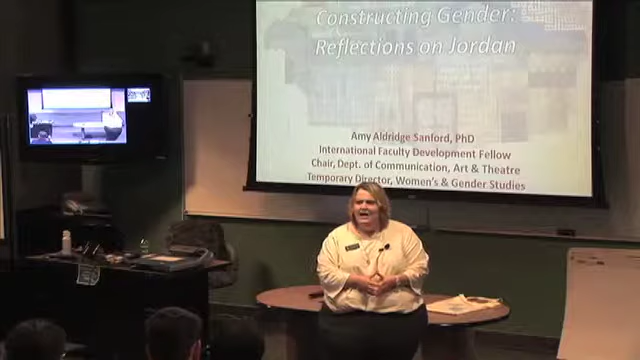 Constructing Gender:
Reflections on Jordan
Amy Aldridge Sanford, PhD
International Faculty Development Fellow
Chair, Dept. of Communication, Art & Theatre
Temporary Director, Women's & Gender Studies